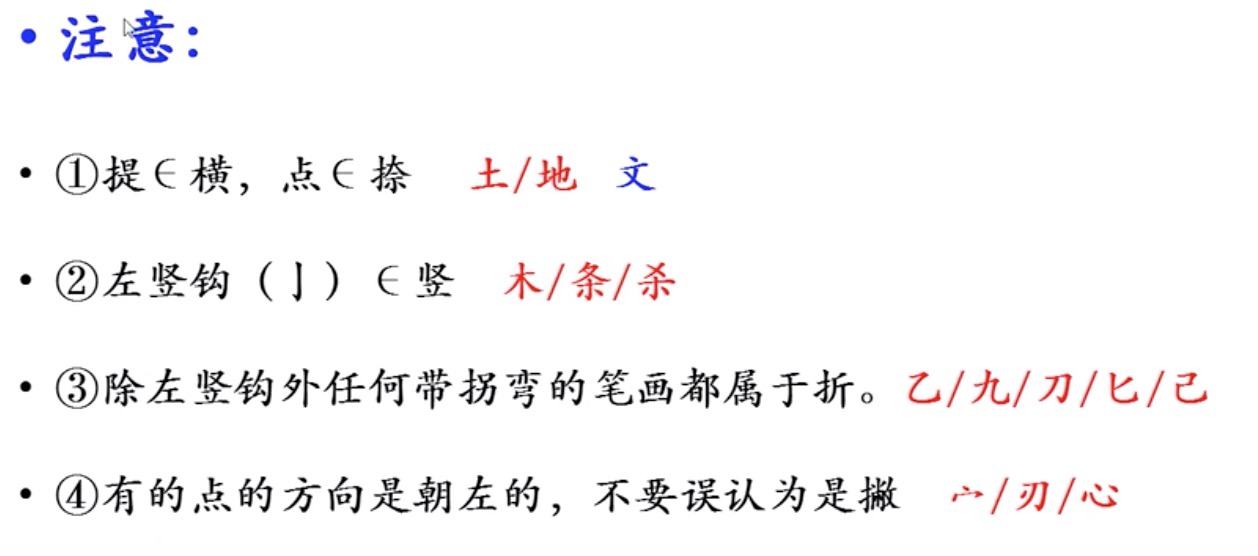 • 注意:
• ①提∈横，点∈捺 土/地 文
• ②左竖钩（亅）∈竖 木/条/杀
• ③除左竖钩外任何带拐弯的笔画都属于折。乙/九/刀/匕/己
• ④有的点的方向是朝左的，不要误认为是撇 宀/刃/心